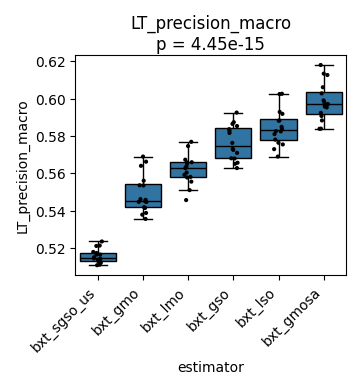 LT_precision_macro
p = 4.45e-15
LT_precision_macro
0.62
0.60
0.58
0.56
0.54
0.52
bxt_sgso_us
bxt_gmo
bxt_lmo
bxt_gso
bxt_lso
bxt_gmosa
estimator